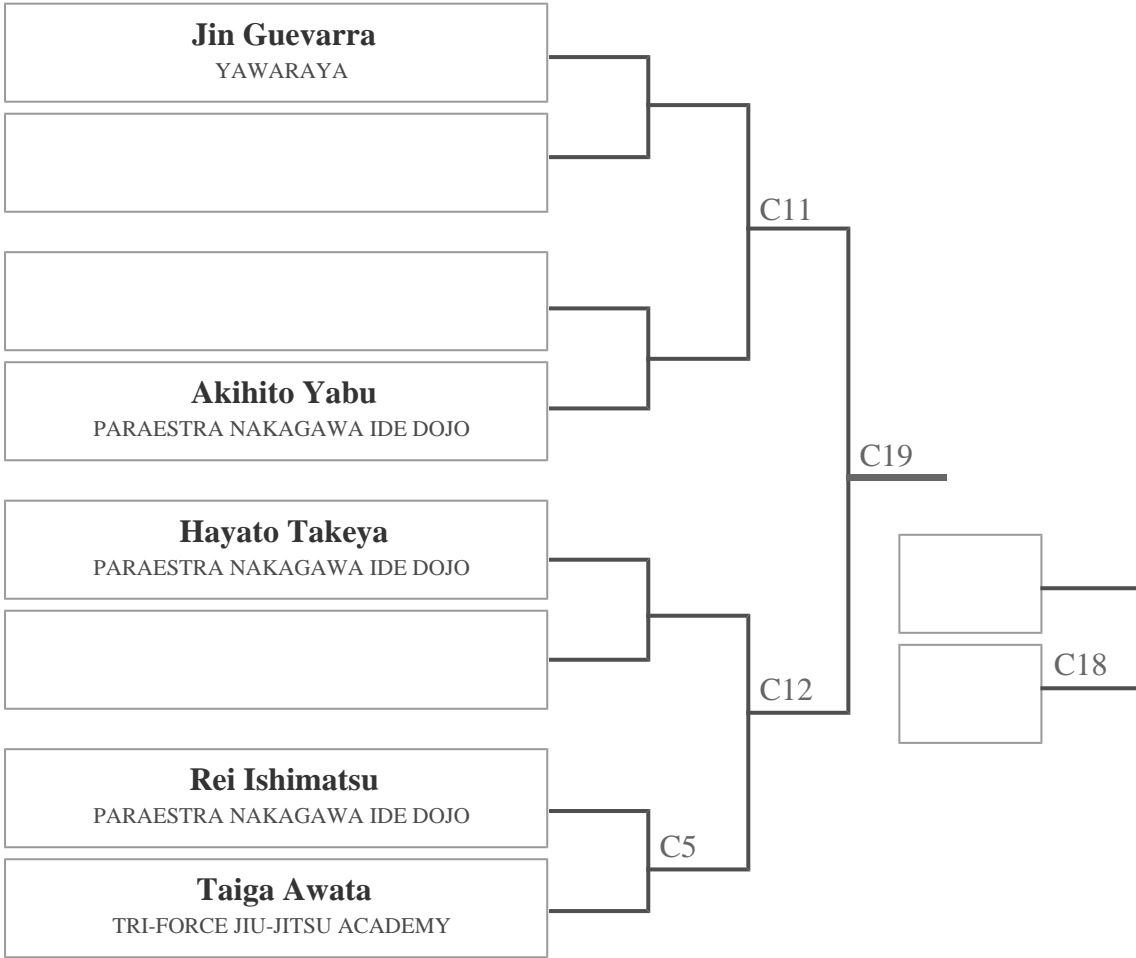 Jin Guevarra
YAWARAYA
C11
Akihito Yabu
PARAESTRA NAKAGAWA IDE DOJO
C19
Hayato Takeya
PARAESTRA NAKAGAWA IDE DOJO
C18
C12
Rei Ishimatsu
PARAESTRA NAKAGAWA IDE DOJO
C5
Taiga Awata
TRI-FORCE JIU-JITSU ACADEMY